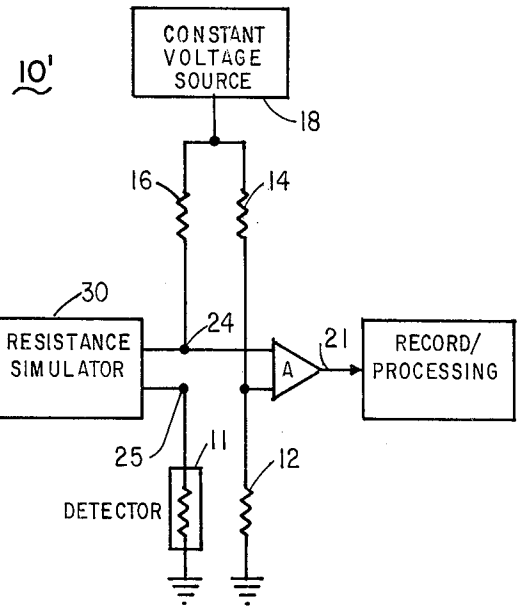 10'
CONSTANT
VOLTAGE
SOURCE
18
16
14
30
24
RESISTANCE
SIMULATOR
A
21
RECORD/
PROCESSING
25
11
12
DETECTOR